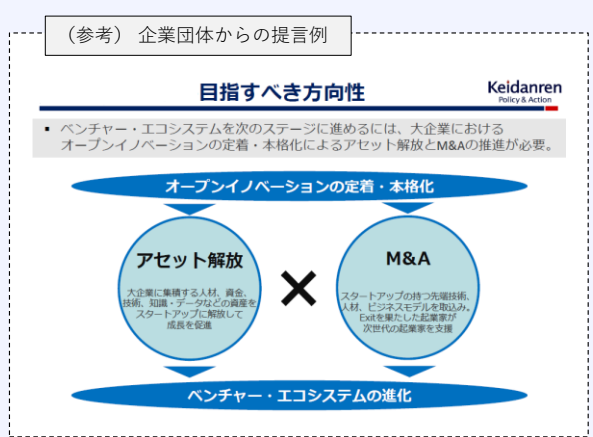 （参考） 企業団体からの提言例
目指すべき方向性
Keidanren
Policy & Action
▪ ベンチャー・エコシステムを次のステージに進めるには、大企業における
オープンイノベーションの定着・本格化によるアセット解放とM&Aの推進が必要。
オープンイノベーションの定着・本格化
アセット解放
大企業に集積する人材、資金、
技術、知識・データなどの資産を
スタートアップに解放して
成長を促進
×
M&A
スタートアップの持つ先端技術、
人材、ビジネスモデルを取込み。
Exitを果たした起業家が
次世代の起業家を支援
ベンチャー・エコシステムの進化